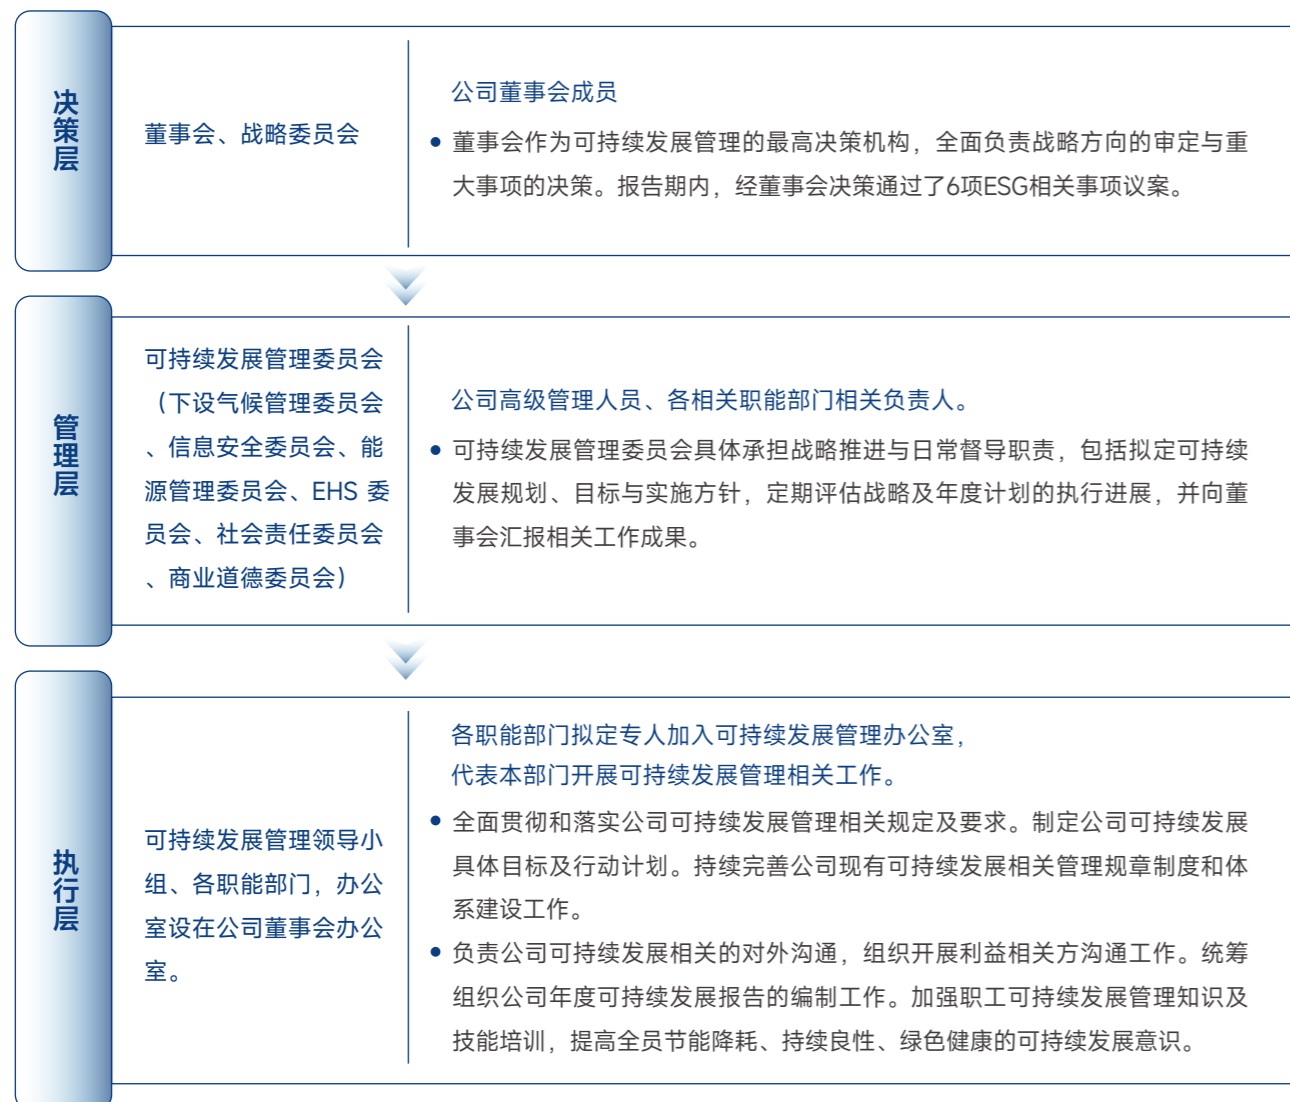 决策层
董事会、战略委员会
公司董事会成员
● 董事会作为可持续发展管理的最高决策机构，全面负责战略方向的审定与重
大事项的决策。报告期内，经董事会决策通过了6项ESG相关事项议案。
管理层
可持续发展管理委员会
（下设气候管理委员会
、信息安全委员会、能
源管理委员会、EHS 委
员会、社会责任委员会
、商业道德委员会）
公司高级管理人员、各相关职能部门相关负责人。
● 可持续发展管理委员会具体承担战略推进与日常督导职责，包括拟定可持续
发展规划、目标与实施方针，定期评估战略及年度计划的执行进展，并向董
事会汇报相关工作成果。
执行层
可持续发展管理领导小
组、各职能部门，办公
室设在公司董事会办公
室。
各职能部门拟定专人加入可持续发展管理办公室，
代表本部门开展可持续发展管理相关工作。
● 全面贯彻和落实公司可持续发展管理相关规定及要求。制定公司可持续发展
具体目标及行动计划。持续完善公司现有可持续发展相关管理规章制度和体
系建设工作。
● 负责公司可持续发展相关的对外沟通，组织开展利益相关方沟通工作。统筹
组织公司年度可持续发展报告的编制工作。加强职工可持续发展管理知识及
技能培训，提高全员节能降耗、持续良性、绿色健康的可持续发展意识。